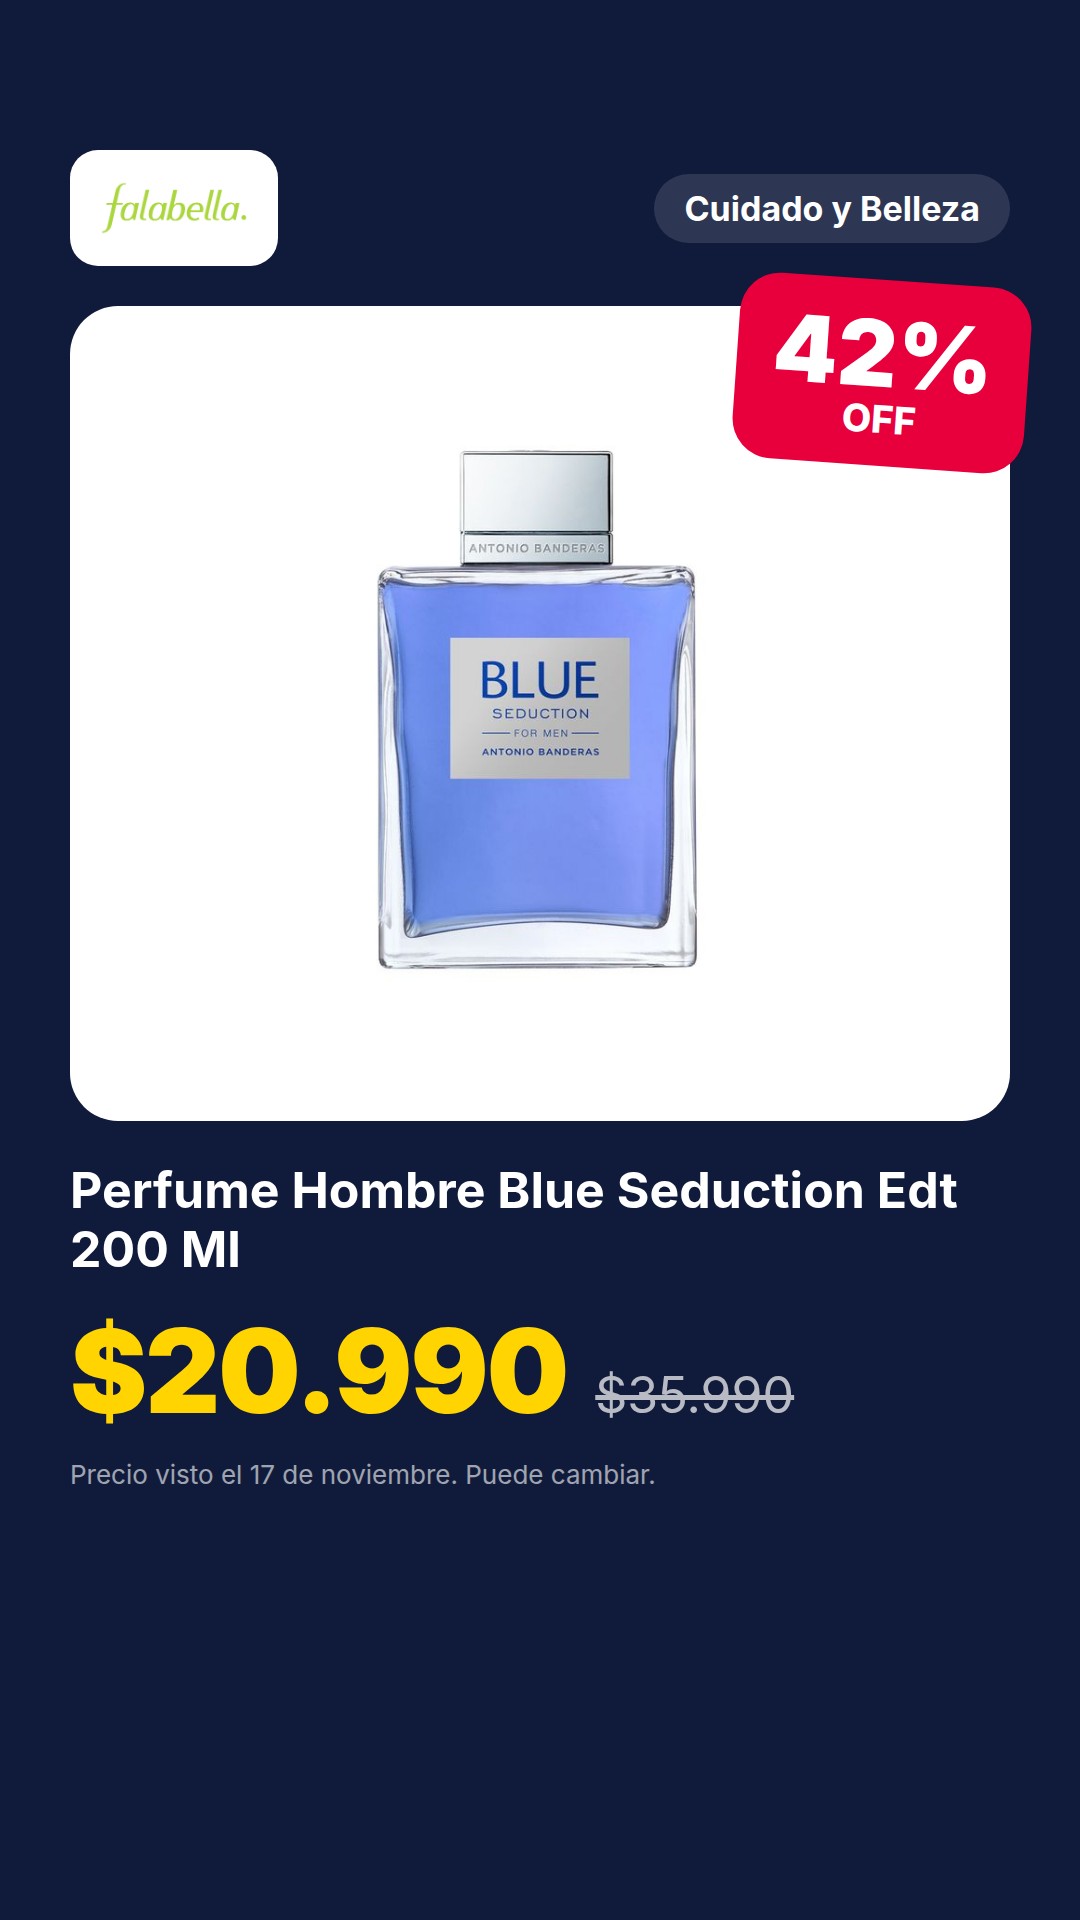 falabella.
Cuidado y Belleza
42%
OFF
ANTONIO BANDERAS
BLUE
SEDUCTION
FOR MEN
ANTONIO BANDERAS
Perfume Hombre Blue Seduction Edt
200 Ml
$20.990 $35.990
Precio visto el 17 de noviembre. Puede cambiar.